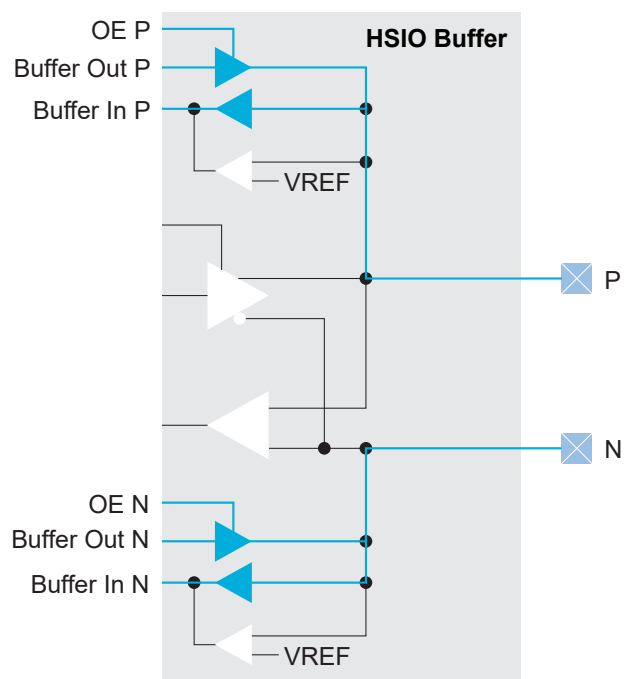 OE P
HSIO Buffer
Buffer Out P
Buffer In P
VREF
P
N
OE N
Buffer Out N
Buffer In N
VREF